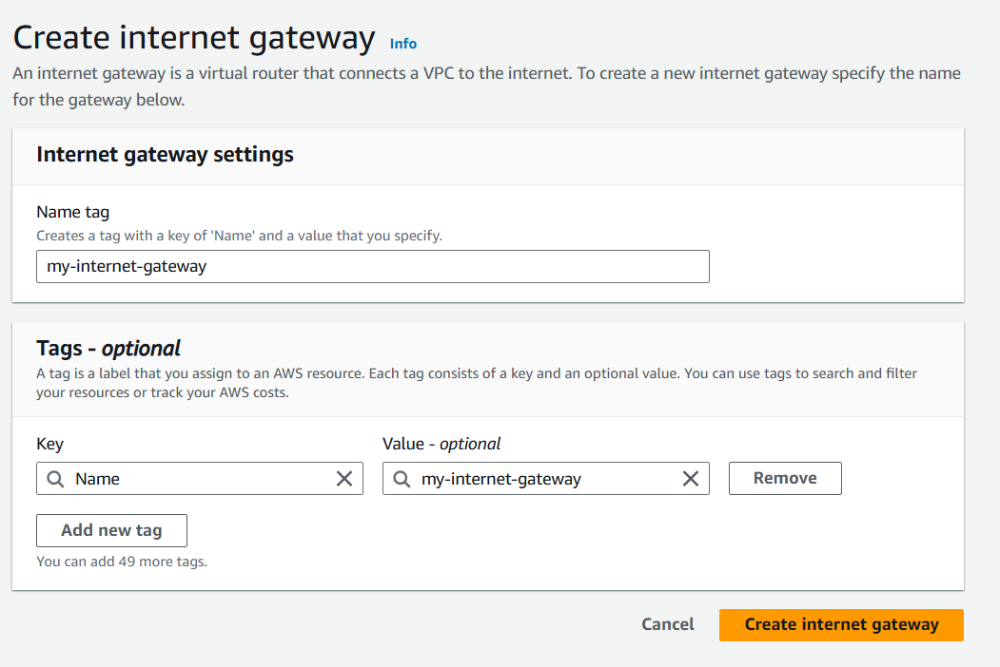 Create internet gateway Info
An internet gateway is a virtual router that connects a VPC to the internet. To create a new internet gateway specify the name
for the gateway below.
Internet gateway settings
Name tag
Creates a tag with a key of 'Name' and a value that you specify.
my-internet-gateway
Tags - optional
A tag is a label that you assign to an AWS resource. Each tag consists of a key and an optional value. You can use tags to search and filter
your resources or track your AWS costs.
Key Value - optional
Name my-internet-gateway Remove
Add new tag
You can add 49 more tags.
Cancel Create internet gateway